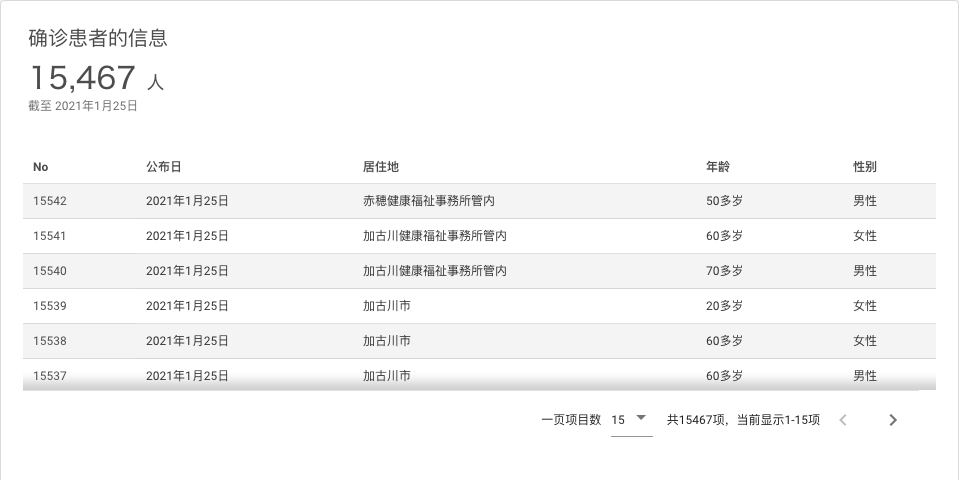 确诊患者的信息
15,467 人
截至 2021年1月25日
No 公布日 居住地 年龄 性别
15542 2021年1月25日 赤穂健康福祉事務所管内 50多岁 男性
15541 2021年1月25日 加古川健康福祉事務所管内 60多岁 女性
15540 2021年1月25日 加古川健康福祉事務所管内 70多岁 男性
15539 2021年1月25日 加古川市 20多岁 女性
15538 2021年1月25日 加古川市 60多岁 女性
15537 2021年1月25日 加古川市 60多岁 男性
一页项目数 15 共15467项，当前显示1-15项